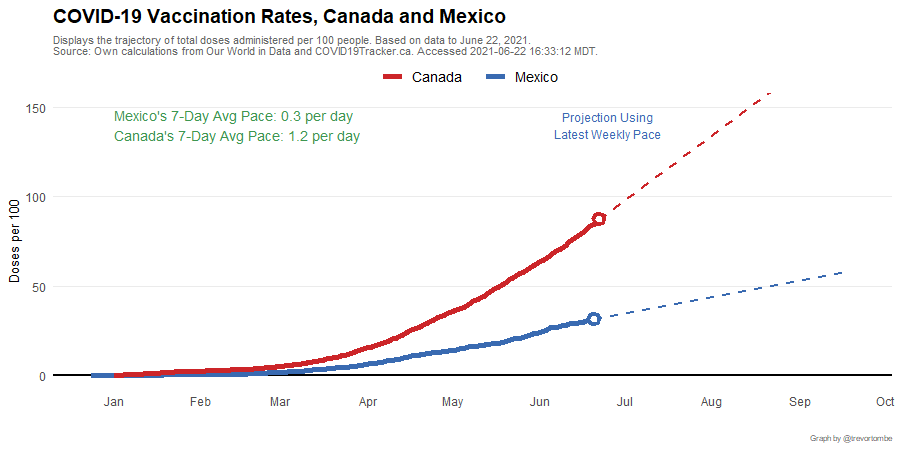 COVID-19 Vaccination Rates, Canada and Mexico
Displays the trajectory of total doses administered per 100 people. Based on data to June 22, 2021.
Source: Own calculations from Our World in Data and COVID19Tracker.ca. Accessed 2021-06-22 16:33:12 MDT.
Canada Mexico
Mexico's 7-Day Avg Pace: 0.3 per day
Canada's 7-Day Avg Pace: 1.2 per day
Projection Using
Latest Weekly Pace
Doses per 100
150
100
50
0
Jan Feb Mar Apr May Jun Jul Aug Sep Oct
Graph by @trevortombe